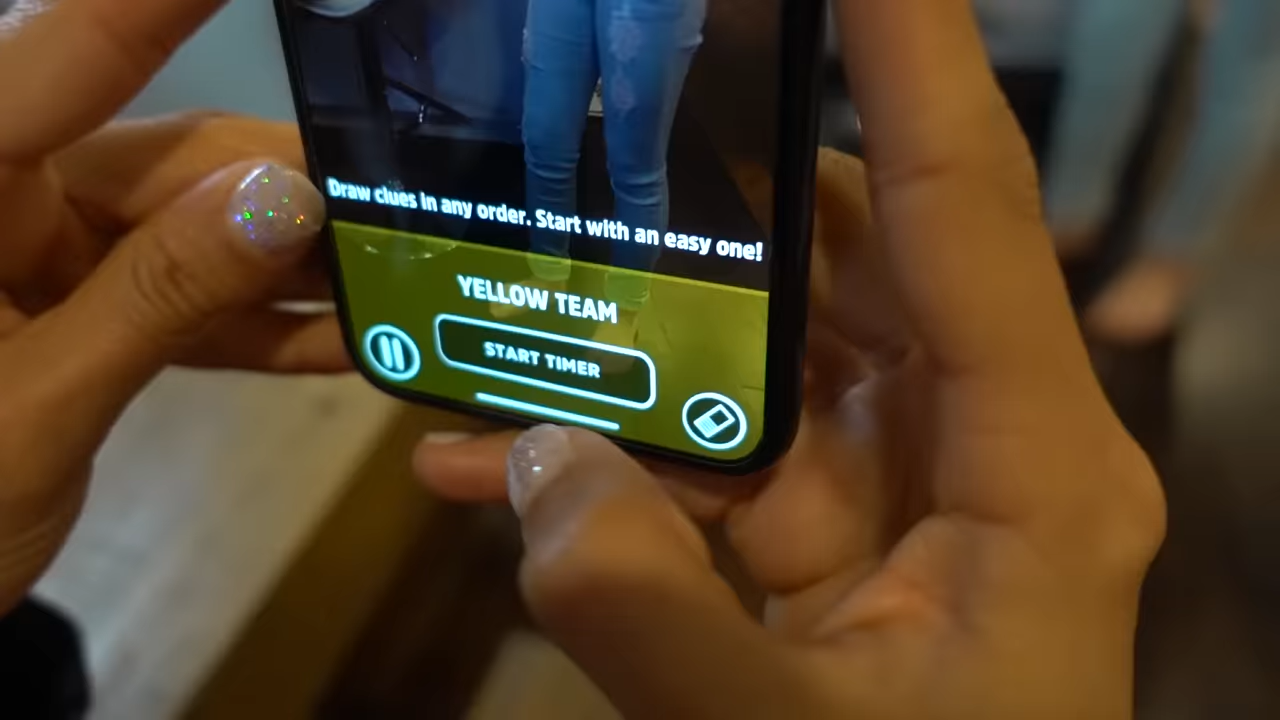 Draw clues in any order. Start with an easy one!
YELLOW TEAM
START TIMER